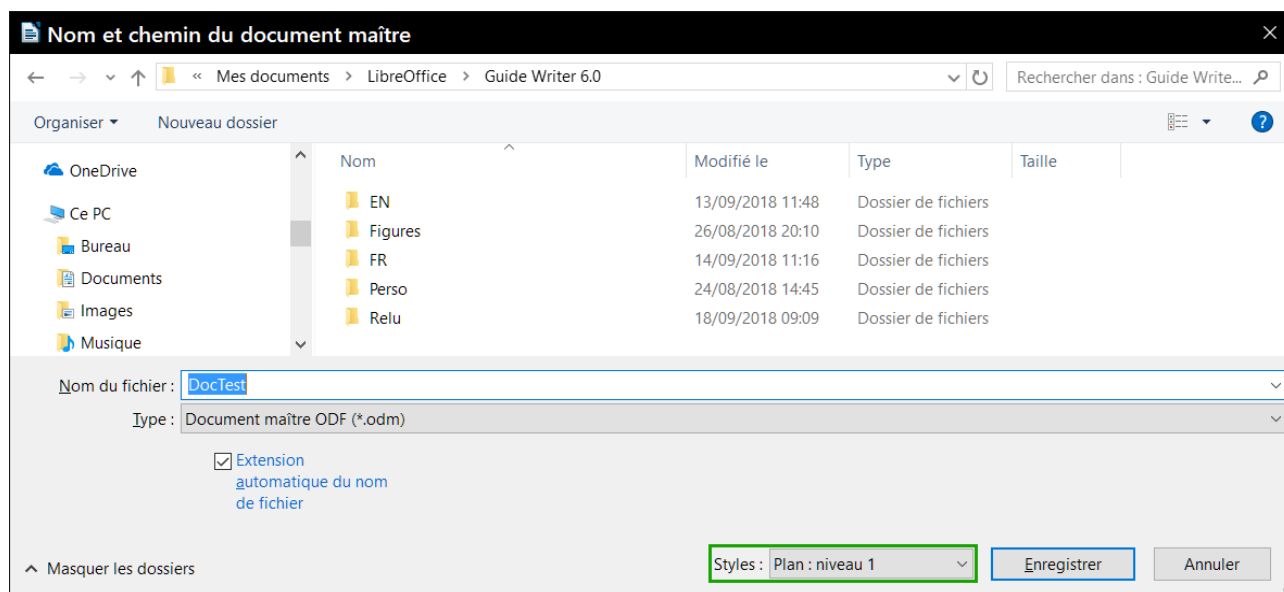 Nom et chemin du document maître
« Mes documents > LibreOffice > Guide Writer 6.0
Rechercher dans : Guide Write...
Organiser
Nouveau dossier
Nom Modifié le Type Taille
OneDrive
Ce PC
Bureau
Documents
Images
Musique
EN 13/09/2018 11:48 Dossier de fichiers
Figures 26/08/2018 20:10 Dossier de fichiers
FR 14/09/2018 11:16 Dossier de fichiers
Perso 24/08/2018 14:45 Dossier de fichiers
Relu 18/09/2018 09:09 Dossier de fichiers
Nom du fichier : DocTest
Type : Document maître ODF (*.odm)
Extension
automatique du nom
de fichier
Masquer les dossiers
Styles : Plan : niveau 1
Enregistrer
Annuler